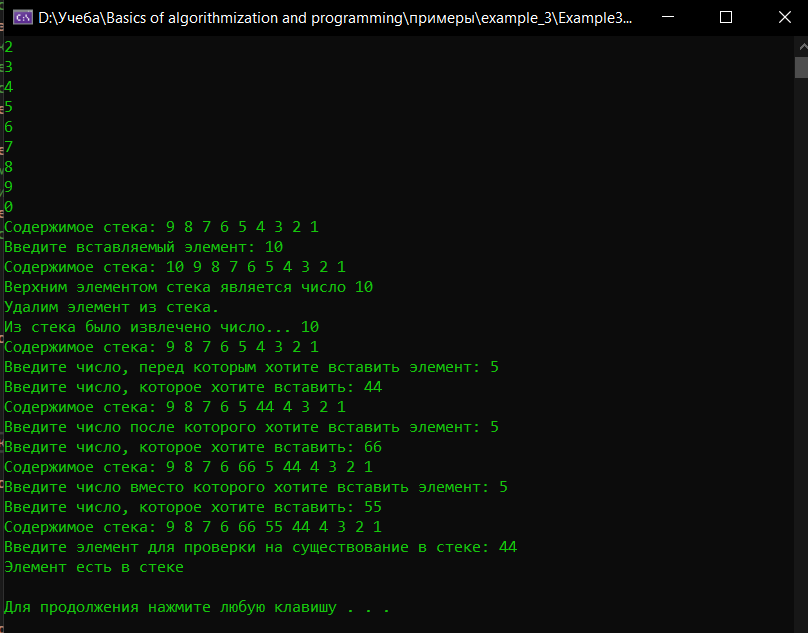 D:\Учеба\Basics of algorithmization and programming\примеры\example_3\Example3...
2
3
4
5
6
7
8
9
0
Содержимое стека: 9 8 7 6 5 4 3 2 1
Введите вставляемый элемент: 10
Содержимое стека: 10 9 8 7 6 5 4 3 2 1
Верхним элементом стека является число 10
Удалим элемент из стека.
Из стека было извлечено число... 10
Содержимое стека: 9 8 7 6 5 4 3 2 1
Введите число, перед которым хотите вставить элемент: 5
Введите число, которое хотите вставить: 44
Содержимое стека: 9 8 7 6 5 44 4 3 2 1
Введите число после которого хотите вставить элемент: 5
Введите число, которое хотите вставить: 66
Содержимое стека: 9 8 7 6 66 5 44 4 3 2 1
Введите число вместо которого хотите вставить элемент: 5
Введите число, которое хотите вставить: 55
Содержимое стека: 9 8 7 6 66 55 44 4 3 2 1
Введите элемент для проверки на существование в стеке: 44
Элемент есть в стеке
Для продолжения нажмите любую клавишу . . .